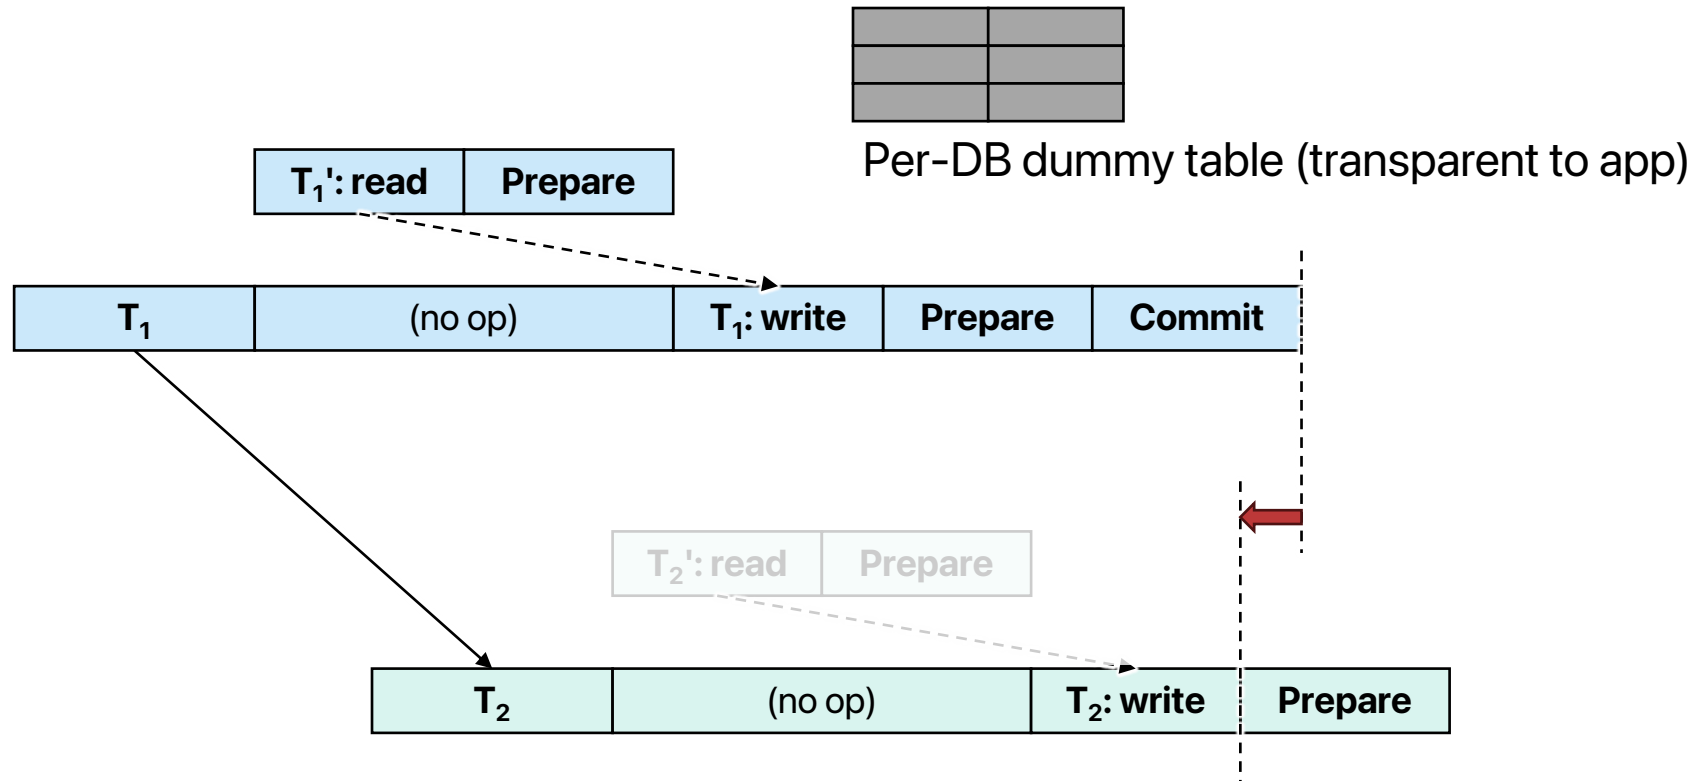 Per-DB dummy table (transparent to app)
T₁': read
Prepare
T₁
(no op)
T₁: write
Prepare
Commit
T₂': read
Prepare
T₂
(no op)
T₂: write
Prepare